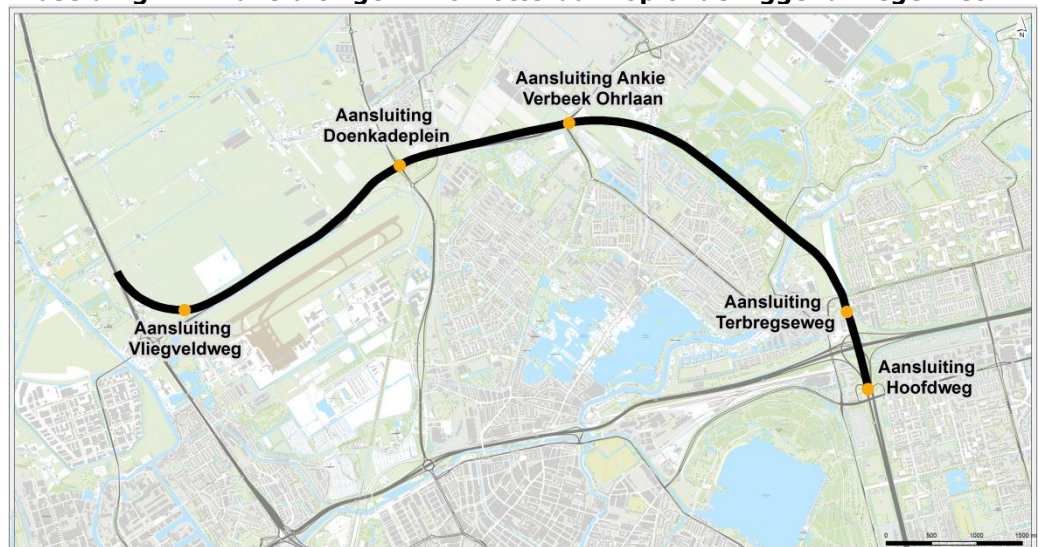 Aansluiting Ankie
Verbeek Ohrlaan
Aansluiting
Doenkadeplein
Aansluiting
Vliegveldweg
Aansluiting
Terbregseweg
Aansluiting
Hoofdweg
N
0 500 1000 1500 m